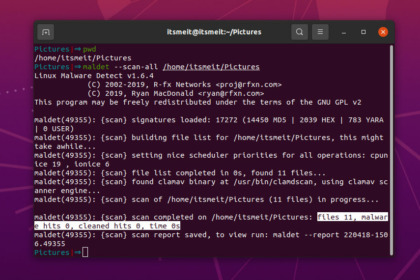 itsmeit@itsmeit:~/Pictures
Pictures pwd
/home/itsmeit/Pictures
Pictures maldet --scan-all /home/itsmeit/Pictures
Linux Malware Detect v1.6.4
(C) 2002-2019, R-fx Networks <proj@rfxn.com>
(C) 2019, Ryan MacDonald <ryan@rfxn.com>
This program may be freely redistributed under the terms of the GNU GPL v2
maldet(49355): {scan} signatures loaded: 17272 (14450 MD5 | 2039 HEX | 783 YARA
| 0 USER)
maldet(49355): {scan} building file list for /home/itsmeit/Pictures, this might
take awhile...
maldet(49355): {scan} setting nice scheduler priorities for all operations: cpun
ice 19 , ionice 6
maldet(49355): {scan} file list completed in 0s, found 11 files...
maldet(49355): {scan} found clamav binary at /usr/bin/clamdscan, using clamav sc
anner engine...
maldet(49355): {scan} scan of /home/itsmeit/Pictures (11 files) in progress...
maldet(49355): {scan} scan completed on /home/itsmeit/Pictures: files 11, malwar
e hits 0, cleaned hits 0, time 0s
maldet(49355): {scan} scan report saved, to view run: maldet --report 220418-150
6.49355
Pictures